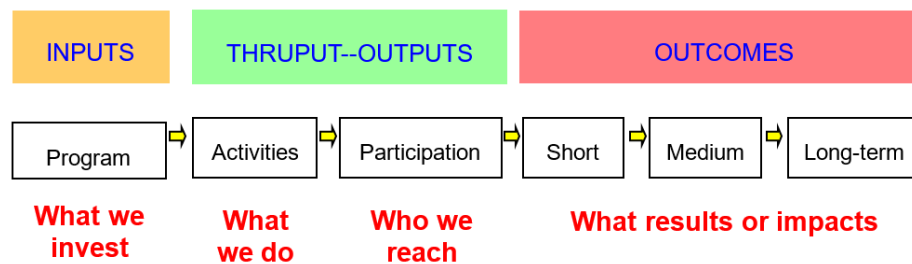 INPUTS
THRUPUT--OUTPUTS
OUTCOMES
Program
Activities
Participation
Short
Medium
Long-term
What we
invest
What
we do
Who we
reach
What results or impacts